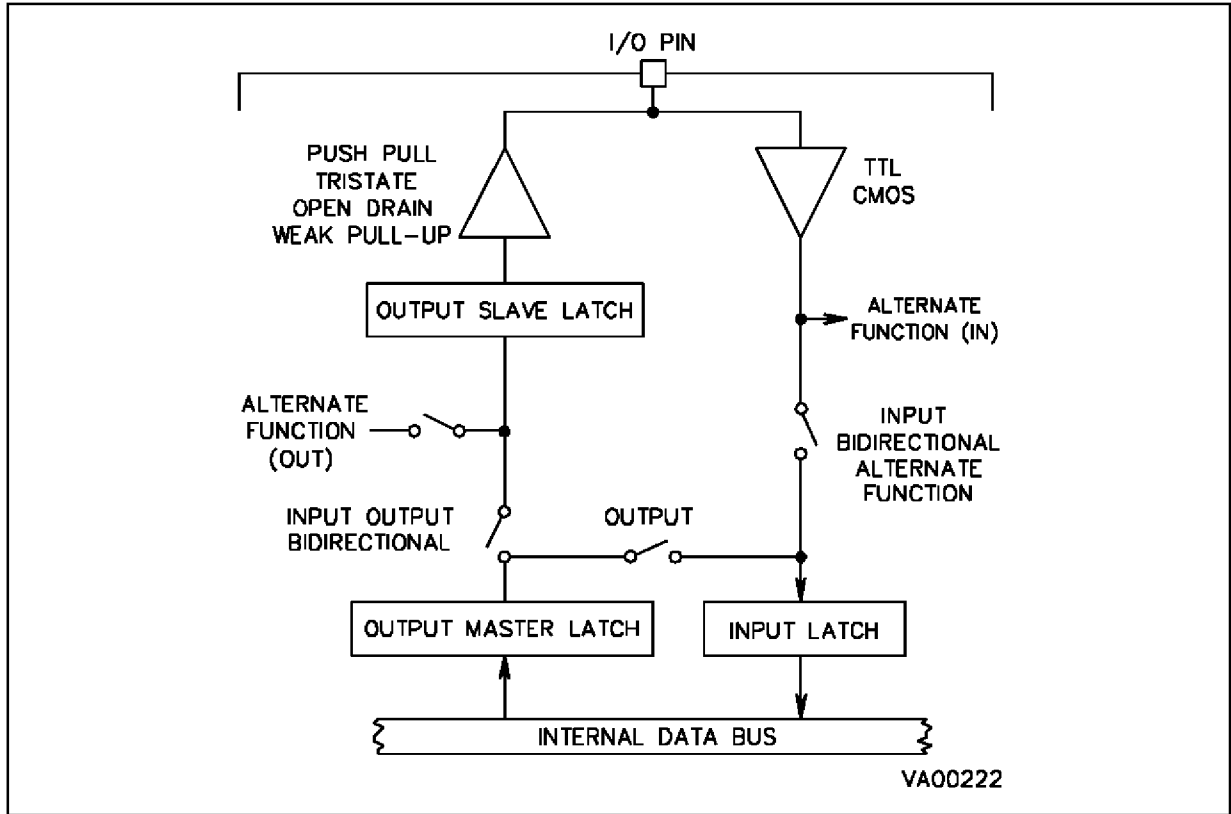 I/O PIN
PUSH PULL
TRISTATE
OPEN DRAIN
WEAK PULL-UP
TTL
CMOS
OUTPUT SLAVE LATCH
ALTERNATE
FUNCTION (IN)
ALTERNATE
FUNCTION
(OUT)
INPUT
BIDIRECTIONAL
ALTERNATE
FUNCTION
INPUT OUTPUT
BIDIRECTIONAL
OUTPUT
OUTPUT MASTER LATCH
INPUT LATCH
INTERNAL DATA BUS
VA00222